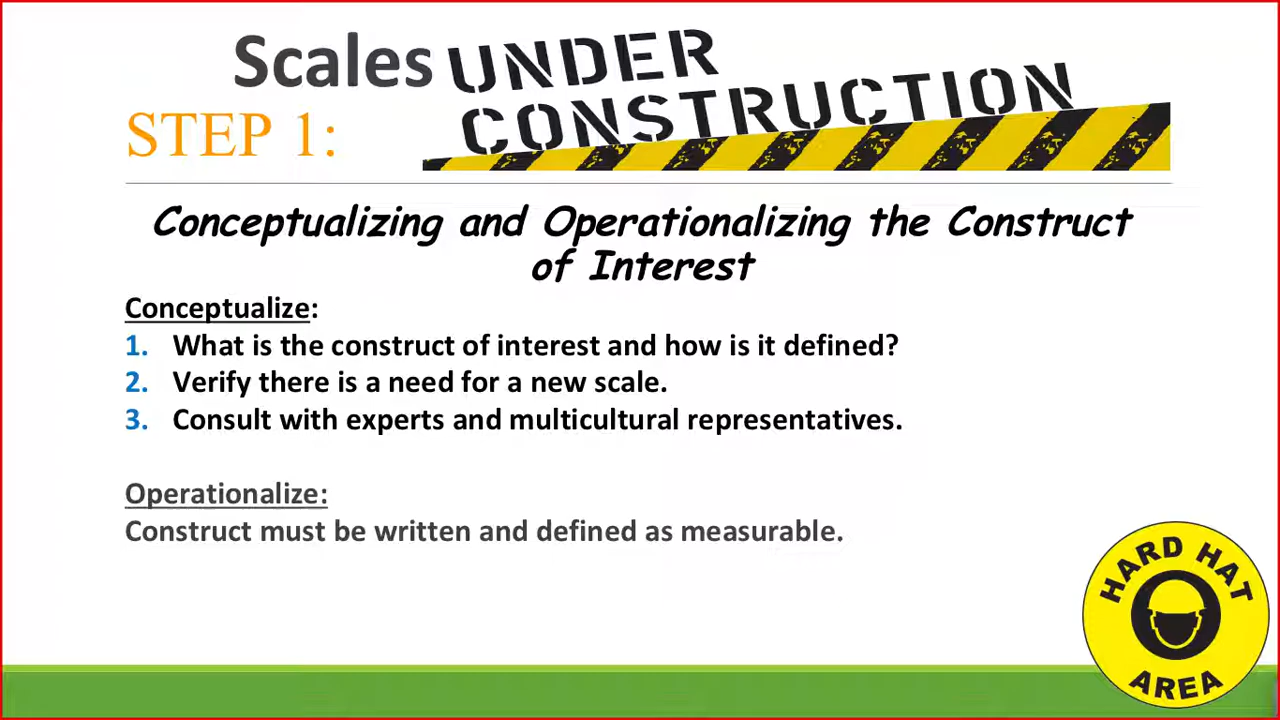 Scales UNDER CONSTRUCTION
STEP 1:
Conceptualizing and Operationalizing the Construct
of Interest
Conceptualize:
1. What is the construct of interest and how is it defined?
2. Verify there is a need for a new scale.
3. Consult with experts and multicultural representatives.
Operationalize:
Construct must be written and defined as measurable.
HARD HAT
AREA